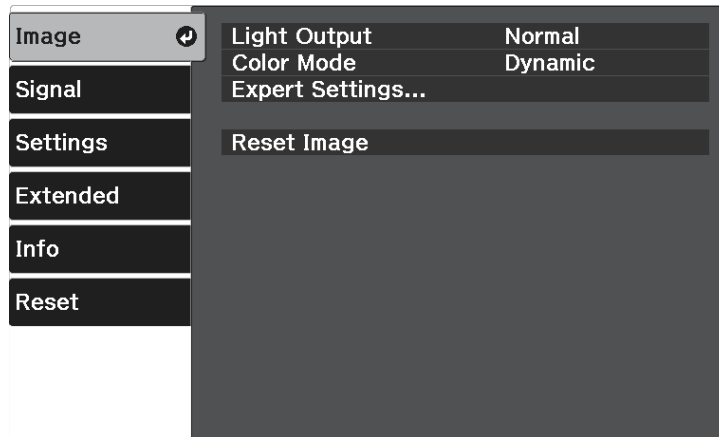 Image
Signal
Settings
Extended
Info
Reset
Light Output Normal
Color Mode Dynamic
Expert Settings...
Reset Image